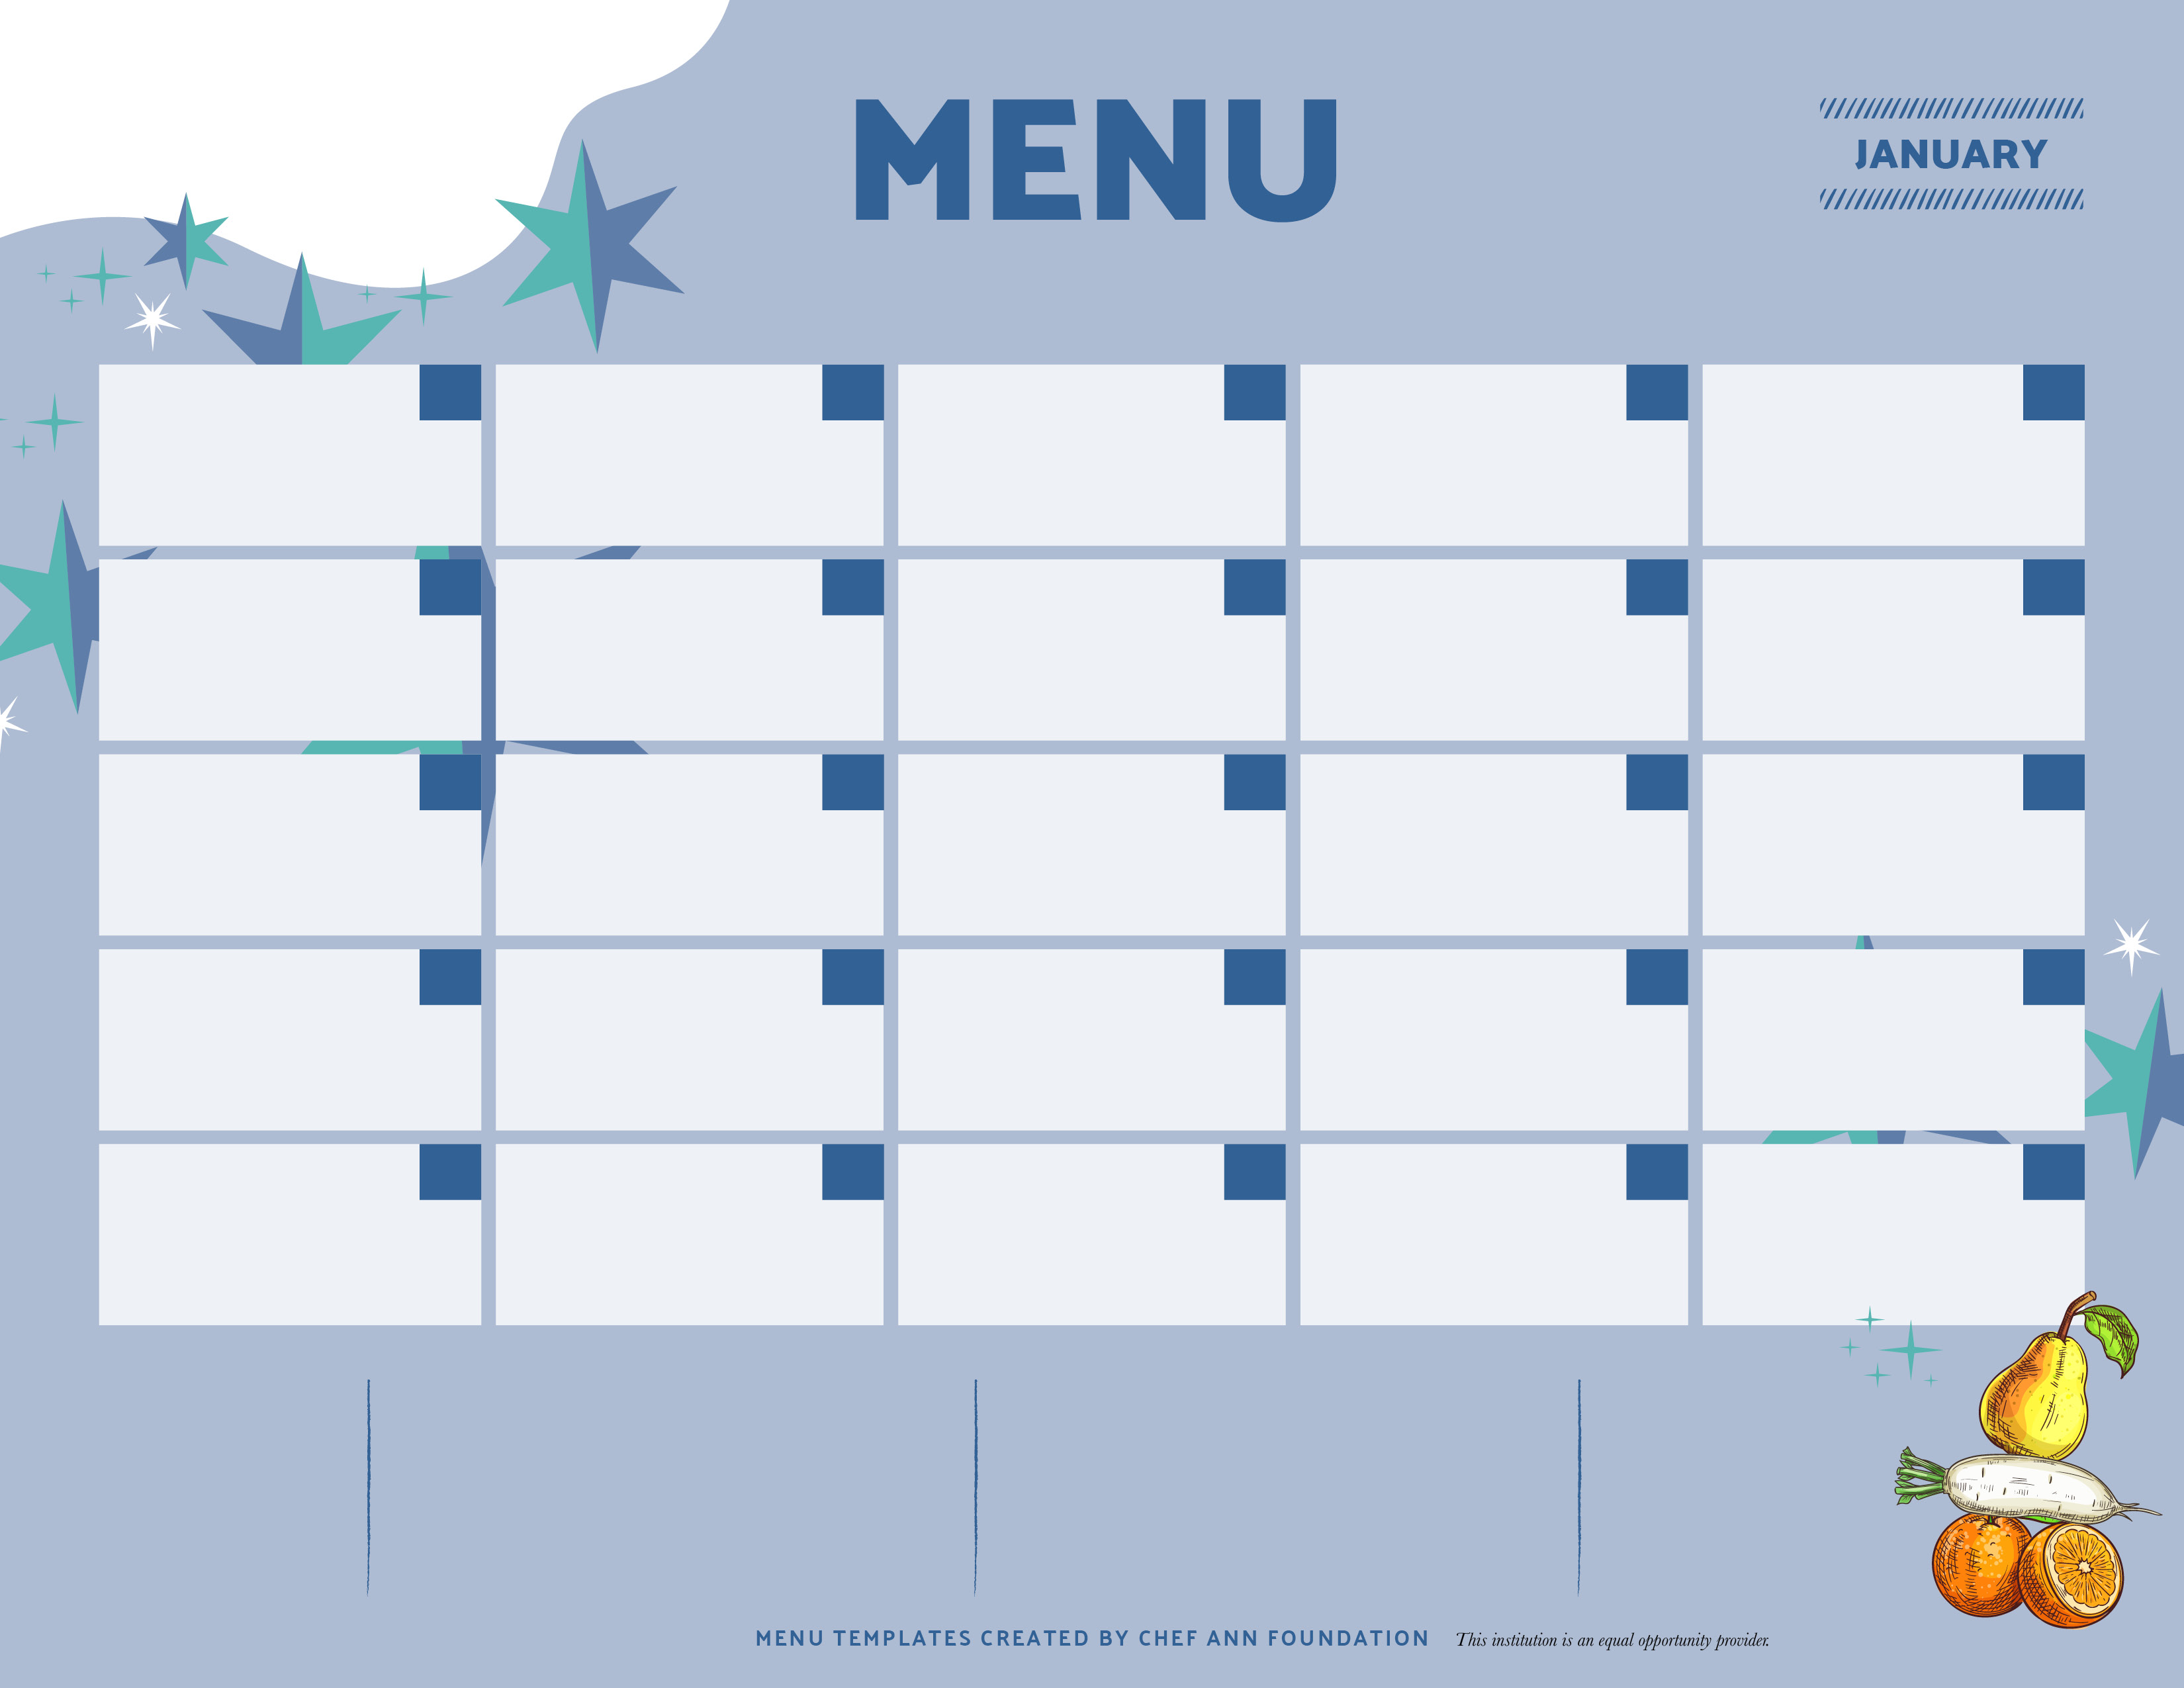 MENU
JANUARY
MENU TEMPLATES CREATED BY CHEF ANN FOUNDATION This institution is an equal opportunity provider.